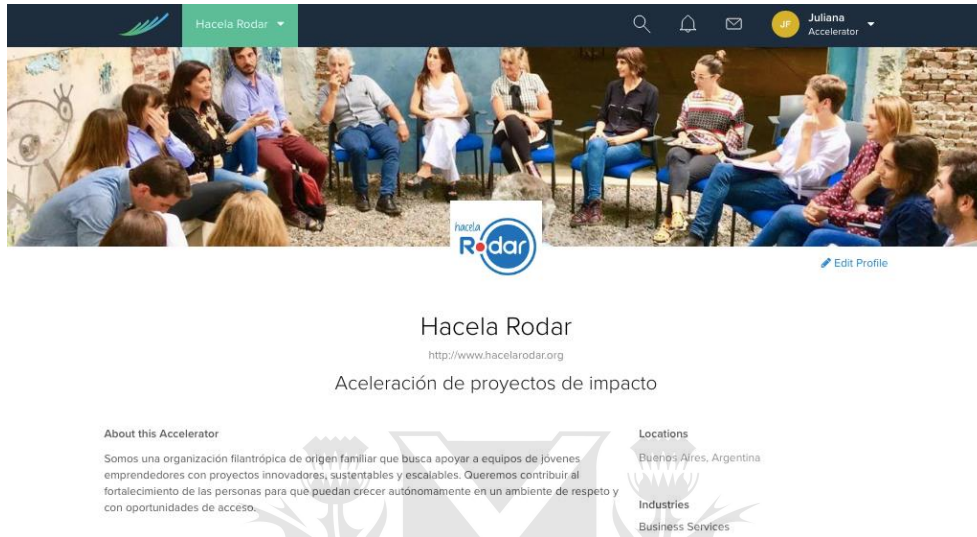 Hacela Rodar
JF
Juliana
Accelerator
hacela
Rodar
Edit Profile
Hacela Rodar
http://www.hacelarodar.org
Aceleración de proyectos de impacto
About this Accelerator
Somos una organización filantrópica de origen familiar que busca apoyar a equipos de jovenes
emprendedores con proyectos innovadores, sustentables y escalables. Queremos contribuir al
fortalecimiento de las personas para que puedan crecer autónomamente en un ambiente de respeto y
con oportunidades de acceso.
Locations
Buenos Aires, Argentina
Industries
Business Services